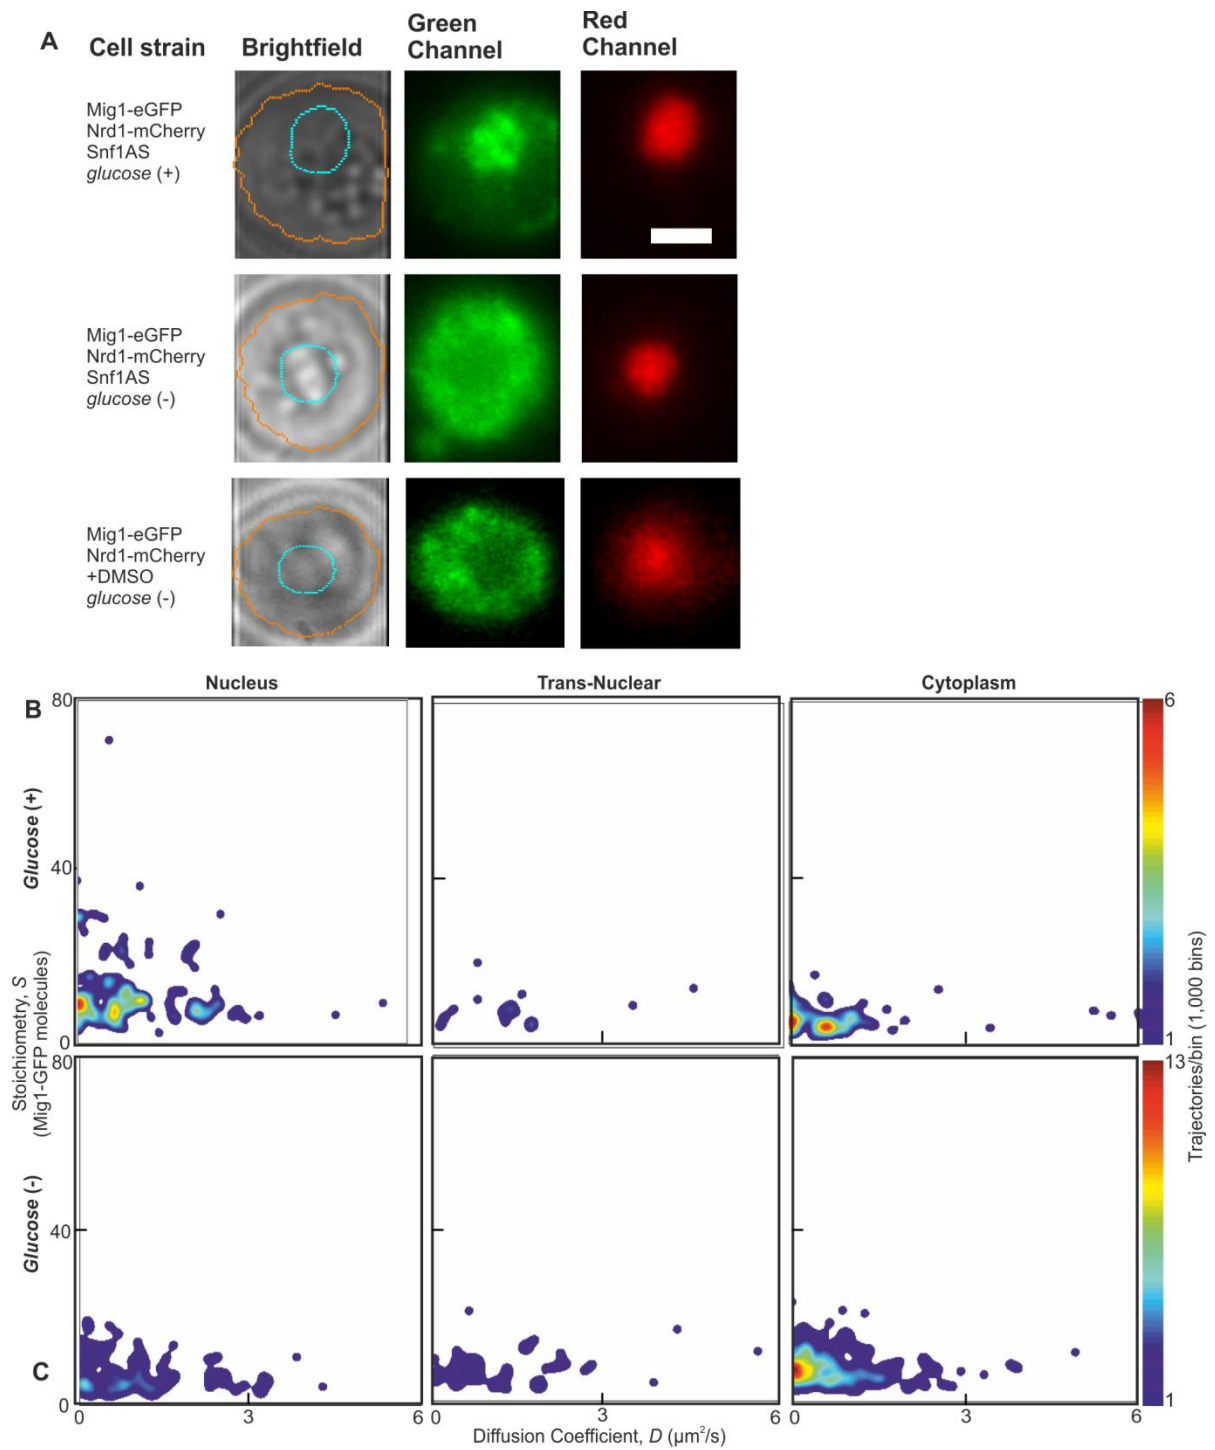 A
Cell strain
Brightfield
Green
Channel
Red
Channel
Mig1-eGFP
Nrd1-mCherry
Snf1AS
glucose (+)
Mig1-eGFP
Nrd1-mCherry
Snf1AS
glucose (-)
Mig1-eGFP
Nrd1-mCherry
+DMSO
glucose (-)
B
Nucleus
Trans-Nuclear
Cytoplasm
80
40
0
Glucose (+)
6
1
Stoichiometry, S
(Mig1-GFP molecules)
Trajectories/bin (1,000 bins)
C
80
40
0
Glucose (-)
13
1
0
3
6
0
3
6
0
3
6
Diffusion Coefficient, D (µm²/s)